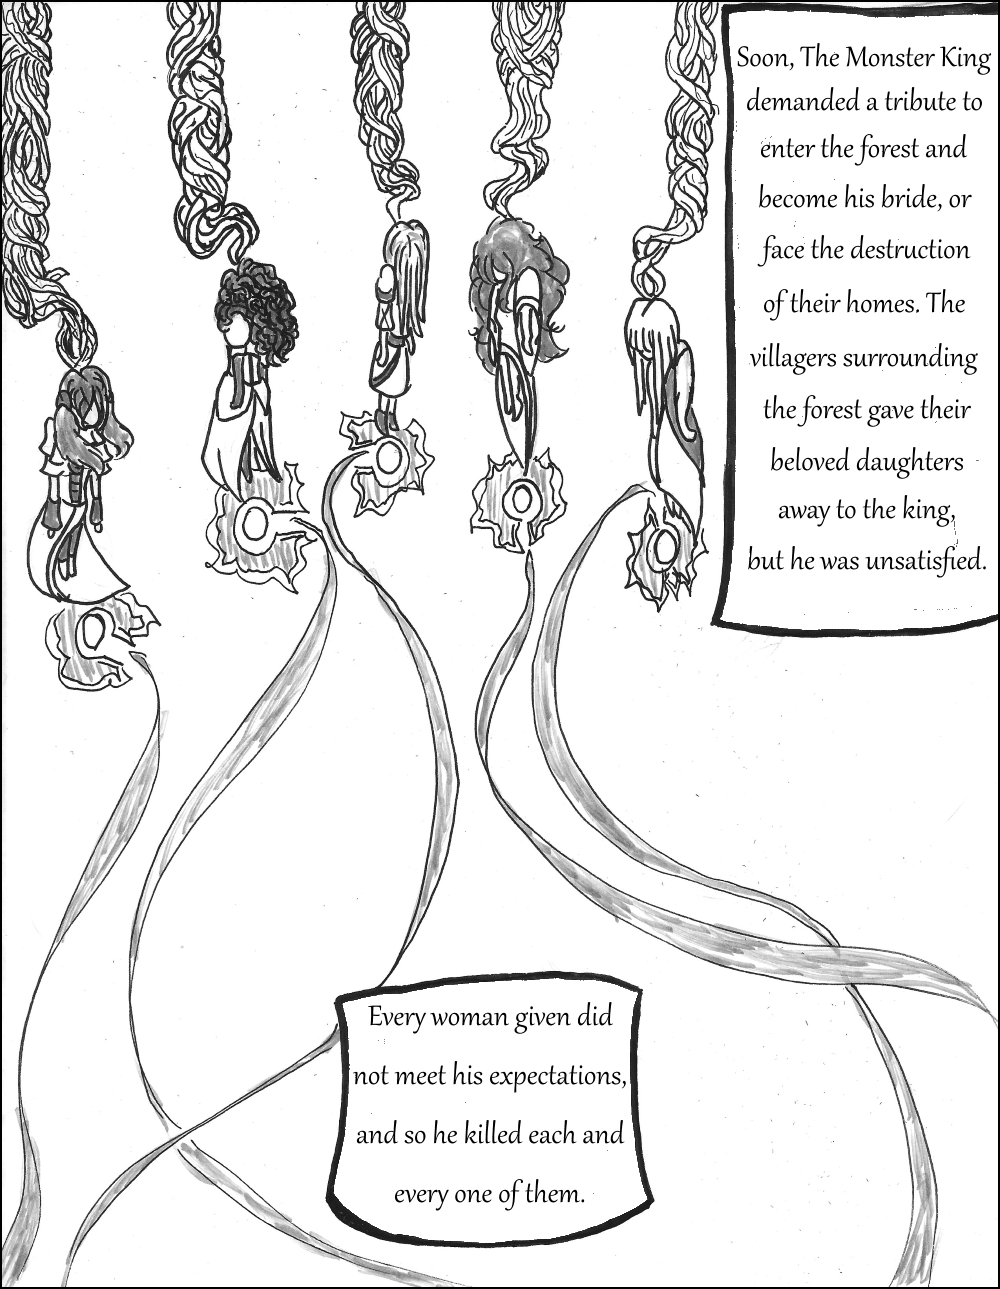 Soon, The Monster King
demanded a tribute to
enter the forest and
become his bride, or
face the destruction
of their homes. The
villagers surrounding
the forest gave their
beloved daughters
away to the king,
but he was unsatisfied.
Every woman given did
not meet his expectations,
and so he killed each and
every one of them.